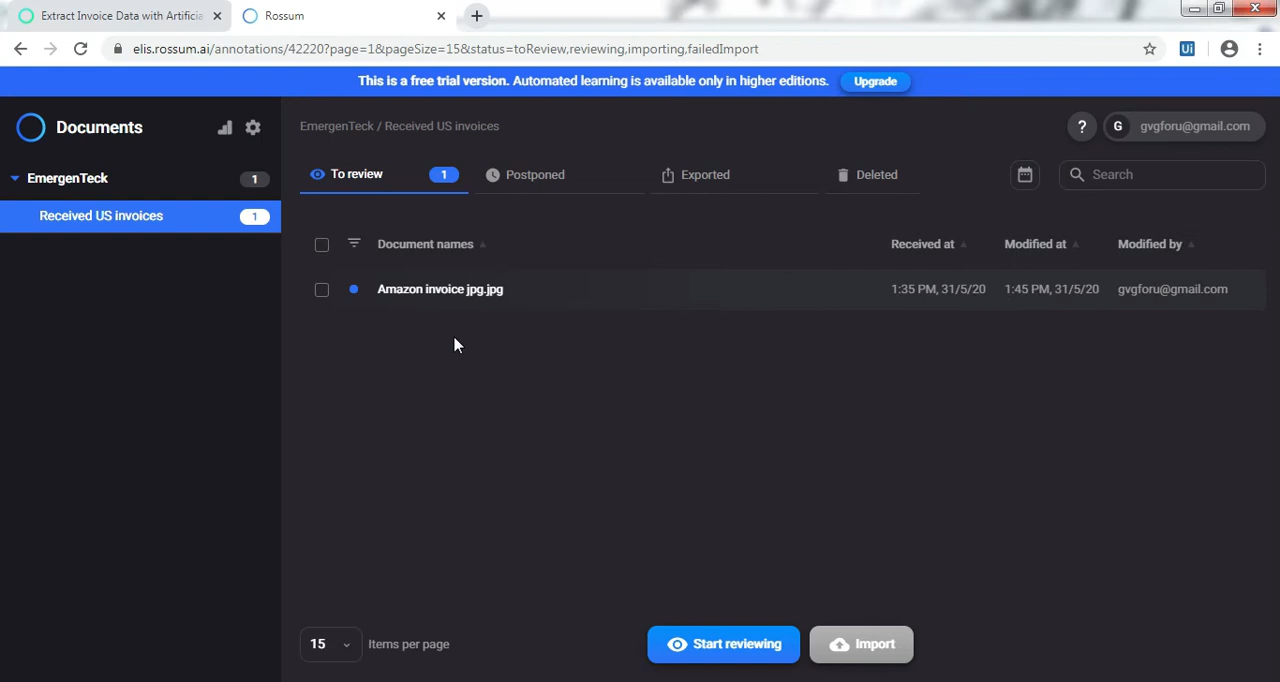 Extract Invoice Data with Artificia
Rossum
elis.rossum.ai/annotations/42220?page=1&pageSize=15&status=toReview,reviewing,importing,failedImport
Ui
This is a free trial version. Automated learning is available only in higher editions. Upgrade
Documents
EmergenTeck 1
Received US invoices 1
EmergenTeck / Received US invoices
? G gvgforu@gmail.com
To review 1 Postponed Exported Deleted Search
Document names Received at Modified at Modified by
Amazon invoice jpg.jpg 1:35 PM, 31/5/20 1:45 PM, 31/5/20 gvgforu@gmail.com
15 Items per page Start reviewing Import